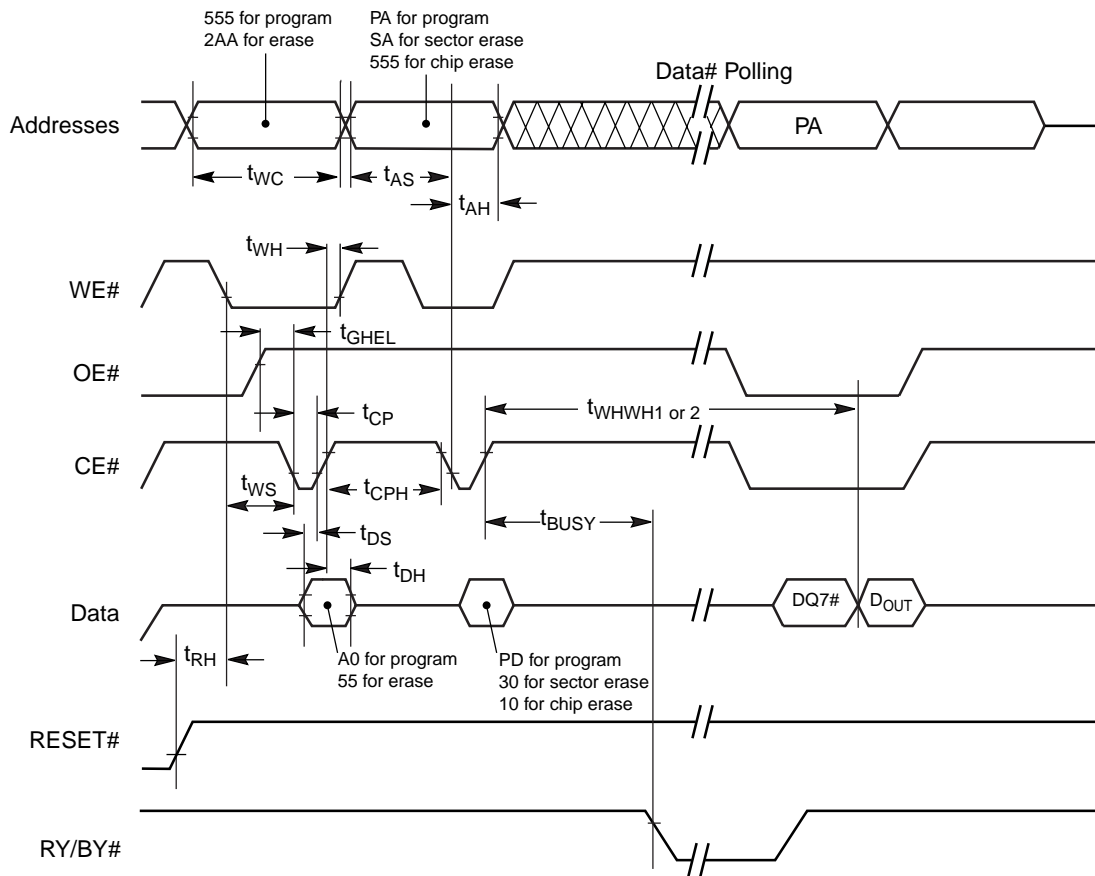 555 for program
2AA for erase
PA for program
SA for sector erase
555 for chip erase
Data# Polling
Addresses
PA
tWC
tAS
tAH
tWH
WE#
tGHEL
OE#
tWHWH1 or 2
tCP
CE#
tWS
tCPH
tBUSY
tDS
tDH
Data
DQ7#
DOUT
tRH
A0 for program
55 for erase
PD for program
30 for sector erase
10 for chip erase
RESET#
RY/BY#